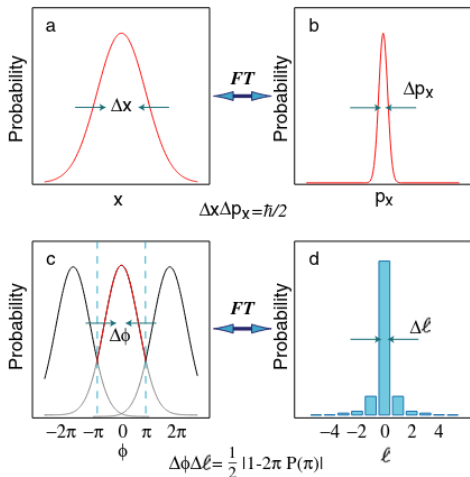 a
b
Probability
Δx
FT
Probability
Δpₓ
x
pₓ
ΔxΔpₓ=ℏ/2
c
d
Probability
Δϕ
FT
Probability
Δℓ
−2π −π 0 π 2π
ϕ
−4 −2 0 2 4
ℓ
ΔϕΔℓ= 1/2 |1-2π P(π)|